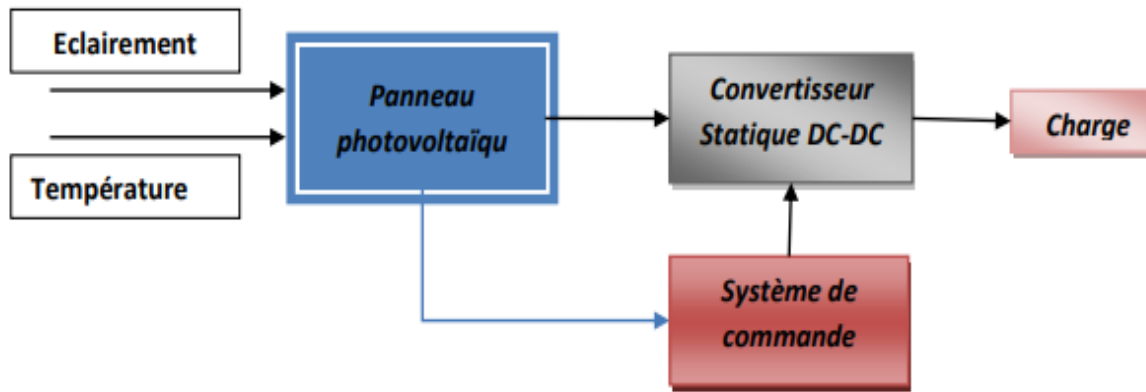 Eclairement
Température
Panneau
photovoltaïqu
Convertisseur
Statique DC-DC
Charge
Système de
commande